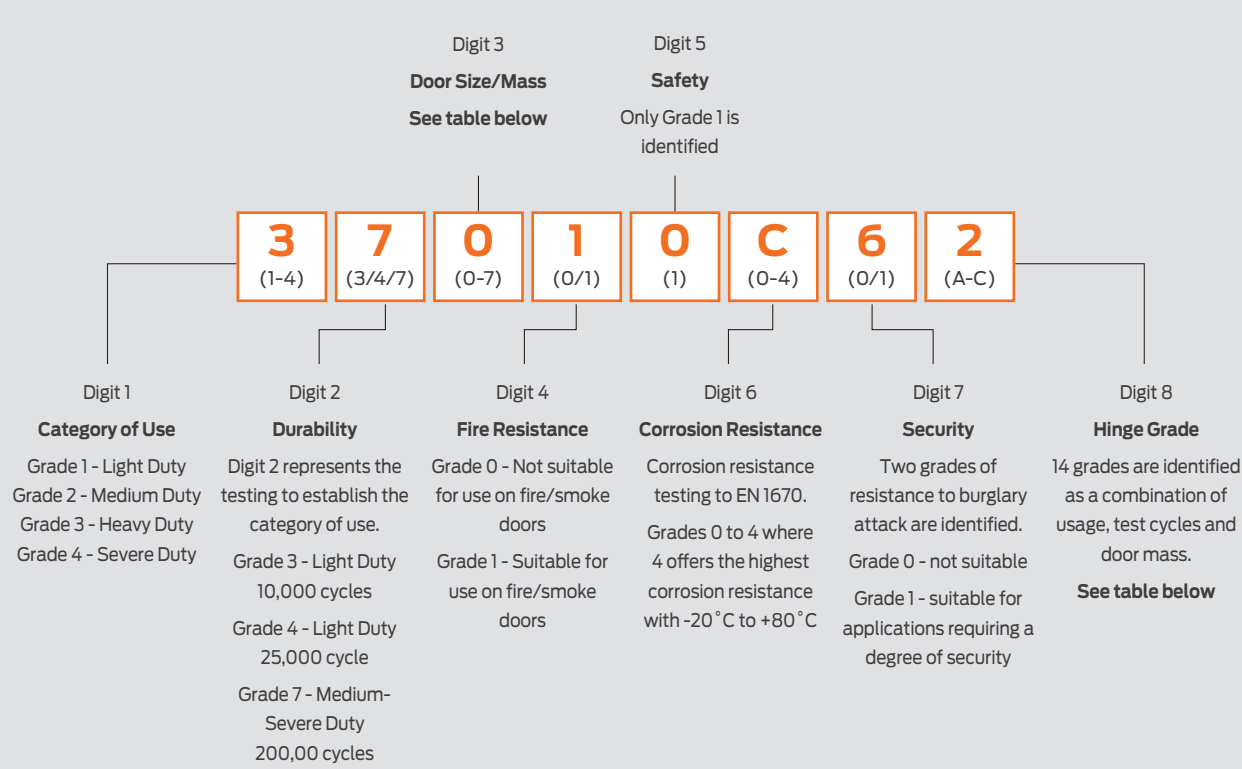 Digit 3
Door Size/Mass
See table below
Digit 5
Safety
Only Grade 1 is
identified
3
(1-4)
7
(3/4/7)
0
(0-7)
1
(0/1)
0
(1)
C
(0-4)
6
(0/1)
2
(A-C)
Digit 1
Category of Use
Grade 1 - Light Duty
Grade 2 - Medium Duty
Grade 3 - Heavy Duty
Grade 4 - Severe Duty
Digit 2
Durability
Digit 2 represents the
testing to establish the
category of use.
Grade 3 - Light Duty
10,000 cycles
Grade 4 - Light Duty
25,000 cycle
Grade 7 - Medium-
Severe Duty
200,00 cycles
Digit 4
Fire Resistance
Grade 0 - Not suitable
for use on fire/smoke
doors
Grade 1 - Suitable for
use on fire/smoke
doors
Digit 6
Corrosion Resistance
Corrosion resistance
testing to EN 1670.
Grades 0 to 4 where
4 offers the highest
corrosion resistance
with -20˚C to +80˚C
Digit 7
Security
Two grades of
resistance to burglary
attack are identified.
Grade 0 - not suitable
Grade 1 - suitable for
applications requiring a
degree of security
Digit 8
Hinge Grade
14 grades are identified
as a combination of
usage, test cycles and
door mass.
See table below